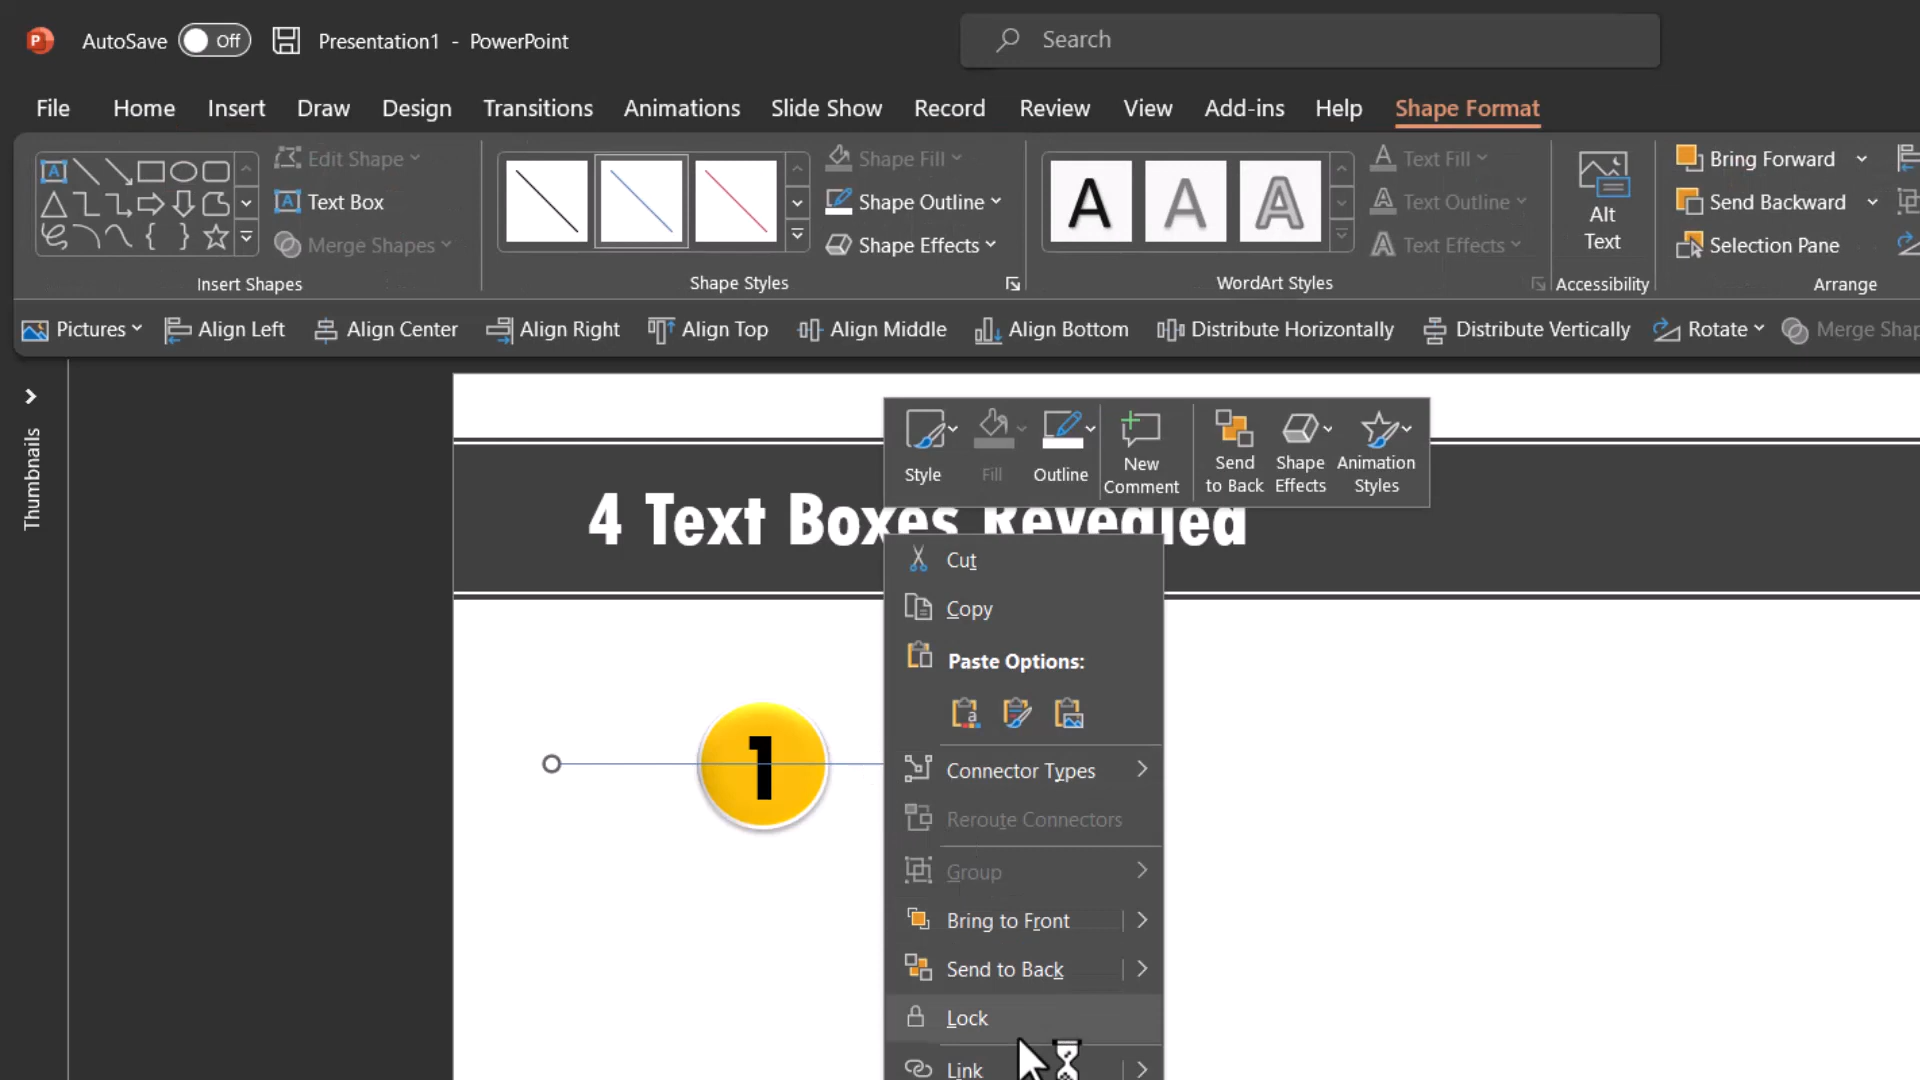 P AutoSave Off Presentation1 - PowerPoint Search
File Home Insert Draw Design Transitions Animations Slide Show Record Review View Add-ins Help Shape Format
Edit Shape Shape Fill Text Fill Bring Forward
Text Box Shape Outline Text Outline Alt Text Send Backward
Merge Shapes Shape Effects Text Effects Selection Pane
Insert Shapes Shape Styles WordArt Styles Accessibility Arrange
Pictures Align Left Align Center Align Right Align Top Align Middle Align Bottom Distribute Horizontally Distribute Vertically Rotate Merge Shap
Thumbnails
Style Fill Outline New Comment Send to Back Shape Effects Animation Styles
4 Text Boxes Revealed
Cut
Copy
Paste Options:
1
Connector Types
Reroute Connectors
Group
Bring to Front
Send to Back
Lock
Link